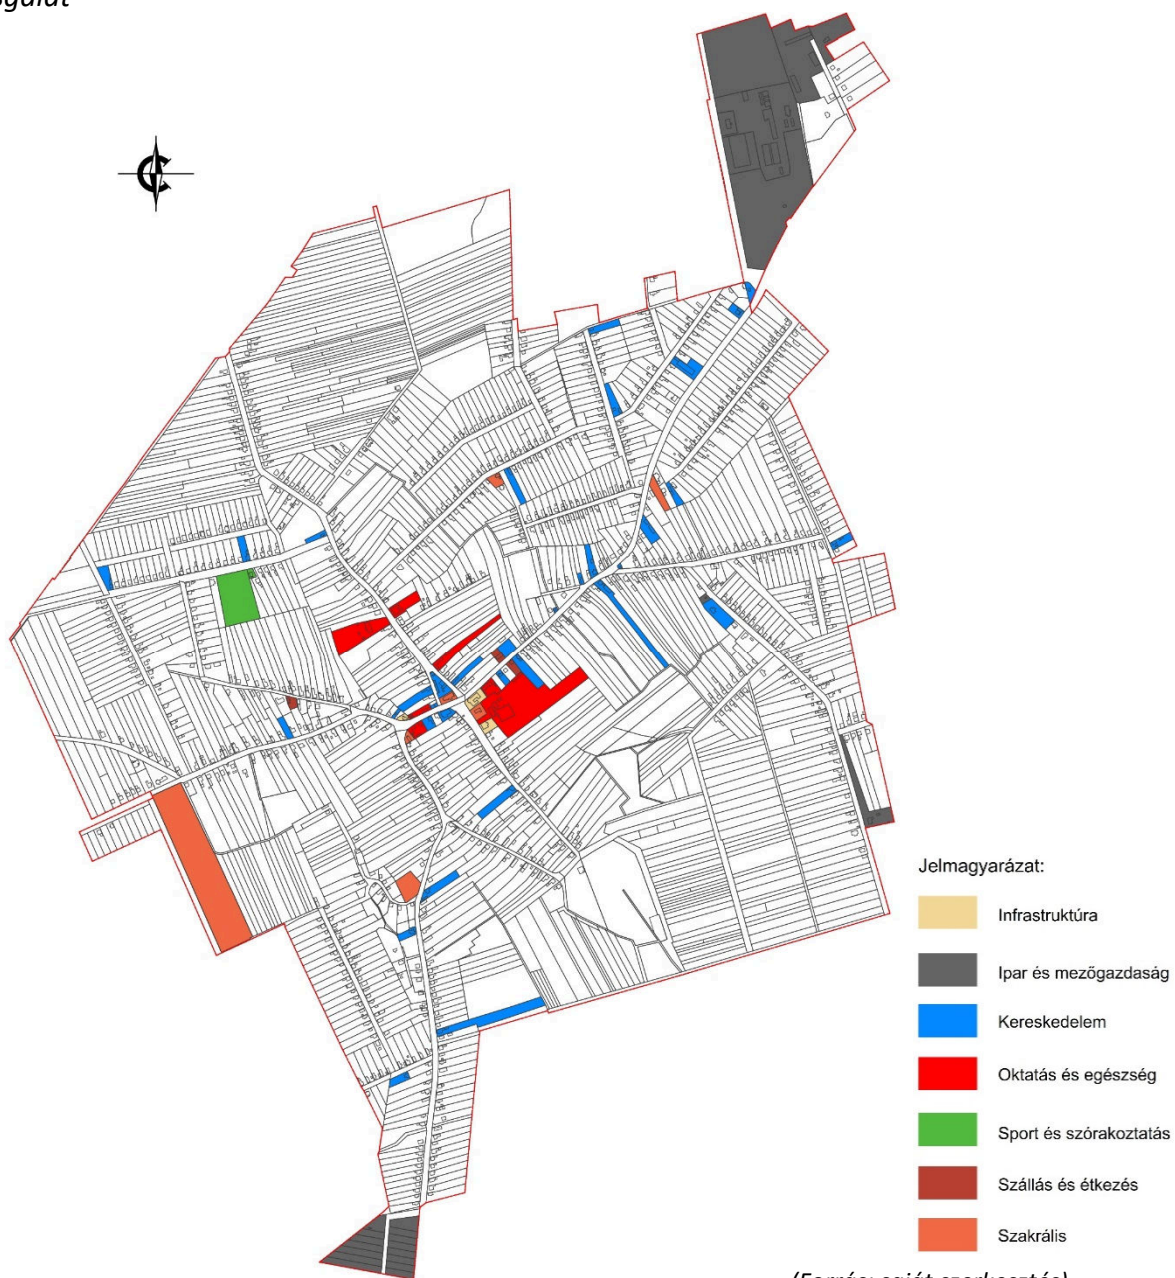 Jelmagyarázat:
Infrastruktúra
Ipar és mezőgazdaság
Kereskedelem
Oktatás és egészség
Sport és szórakoztatás
Szállás és étkezés
Szakrális